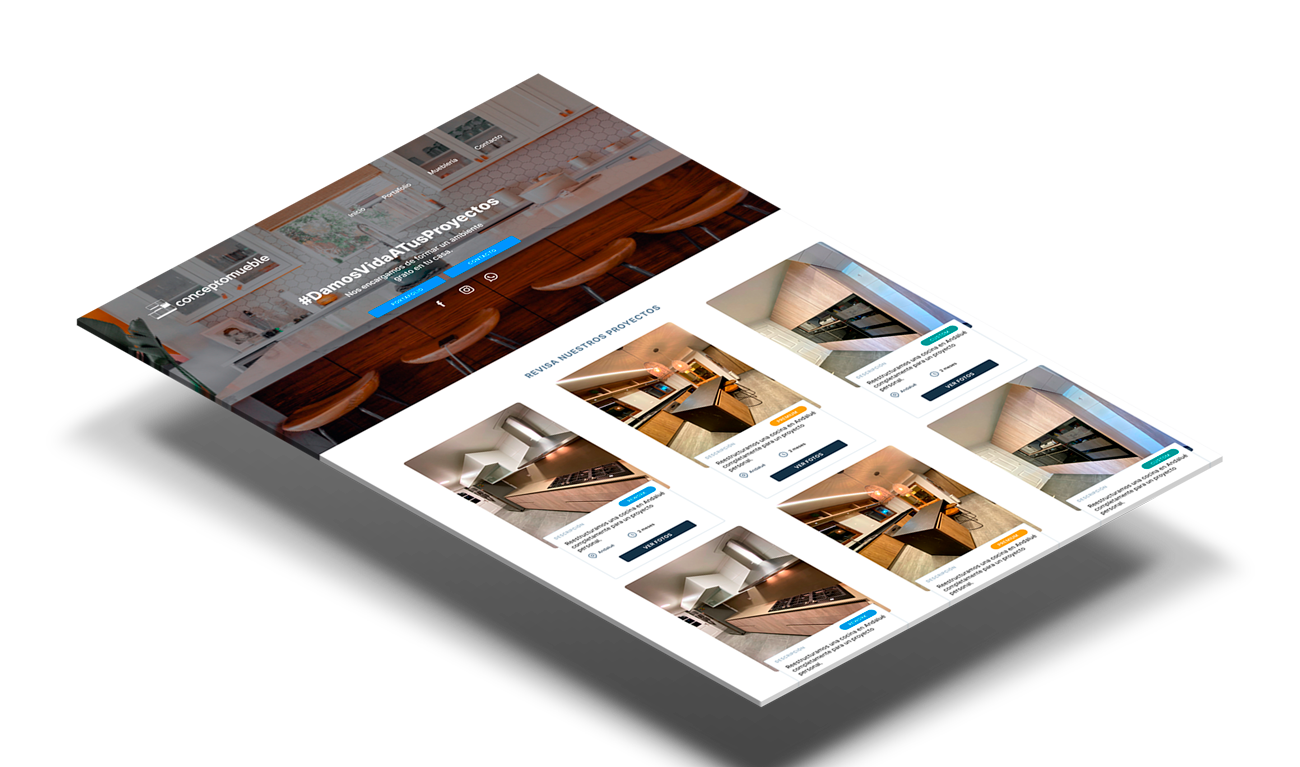 conceptomueble
Inicio
Portafolio
Mueblería
Contacto
#DamosVidaATusProyectos
Nos encargamos de formar un ambiente
grato en tu casa.
PORTAFOLIO
CONTACTO
REVISA NUESTROS PROYECTOS
DESCRIPCIÓN
Reestructuramos una cocina en Andalué
completamente para un proyecto
personal.
Andalué
2 meses
VER FOTOS
DESCRIPCIÓN
Reestructuramos una cocina en Andalué
completamente para un proyecto
personal.
Andalué
2 meses
VER FOTOS
DESCRIPCIÓN
Reestructuramos una cocina en Andalué
completamente para un proyecto
personal.
Andalué
2 meses
VER FOTOS
DESCRIPCIÓN
Reestructuramos una cocina en Andalué
completamente para un proyecto
personal.
DESCRIPCIÓN
Reestructuramos una cocina en Andalué
completamente para un proyecto
personal.
DESCRIPCIÓN
Reestructuramos una cocina en Andalué
completamente para un proyecto
personal.